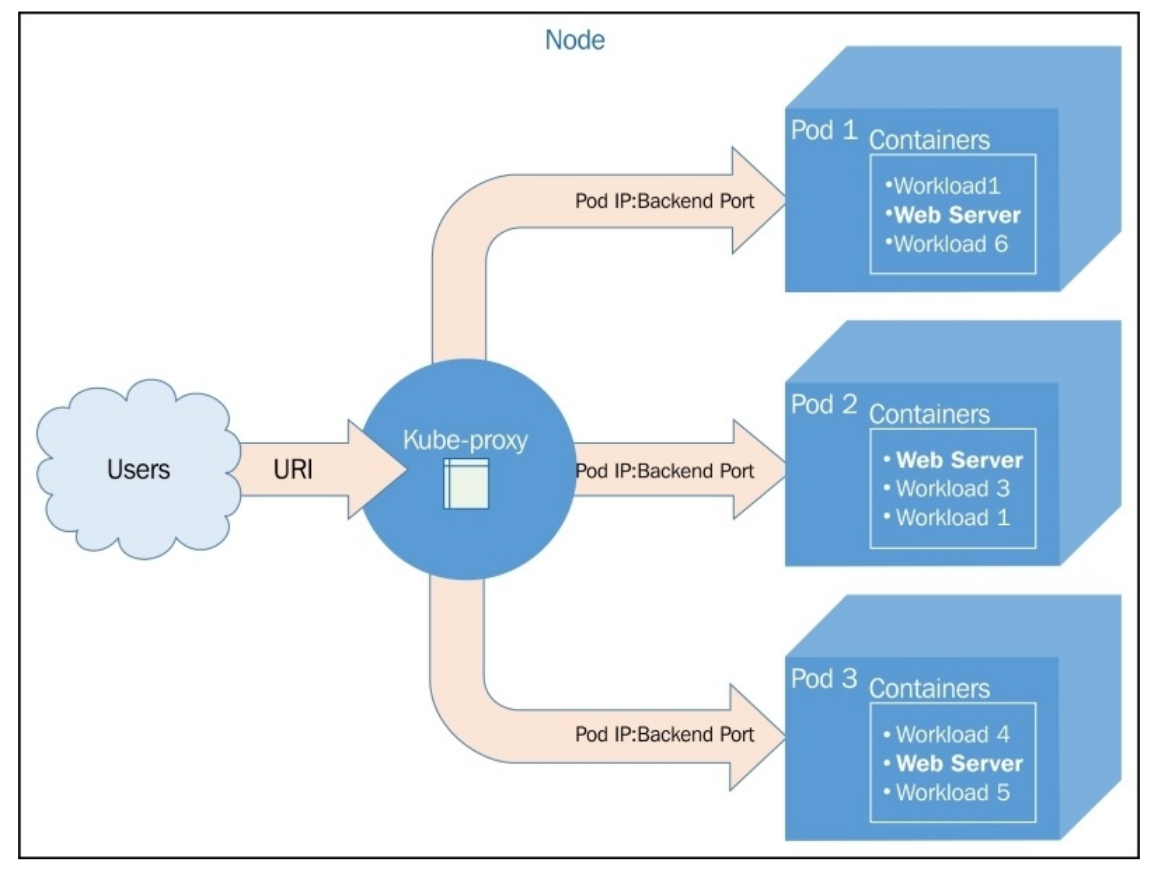 Node
Pod 1
Containers
•Workload1
•Web Server
•Workload 6
Pod IP:Backend Port
Users
URI
Kube-proxy
Pod IP:Backend Port
Pod 2
Containers
• Web Server
• Workload 3
• Workload 1
Pod IP:Backend Port
Pod 3
Containers
• Workload 4
• Web Server
• Workload 5